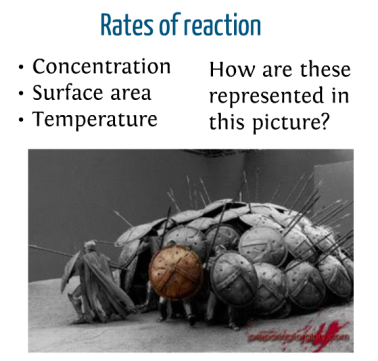 Rates of reaction
• Concentration
• Surface area
• Temperature
How are these
represented in
this picture?